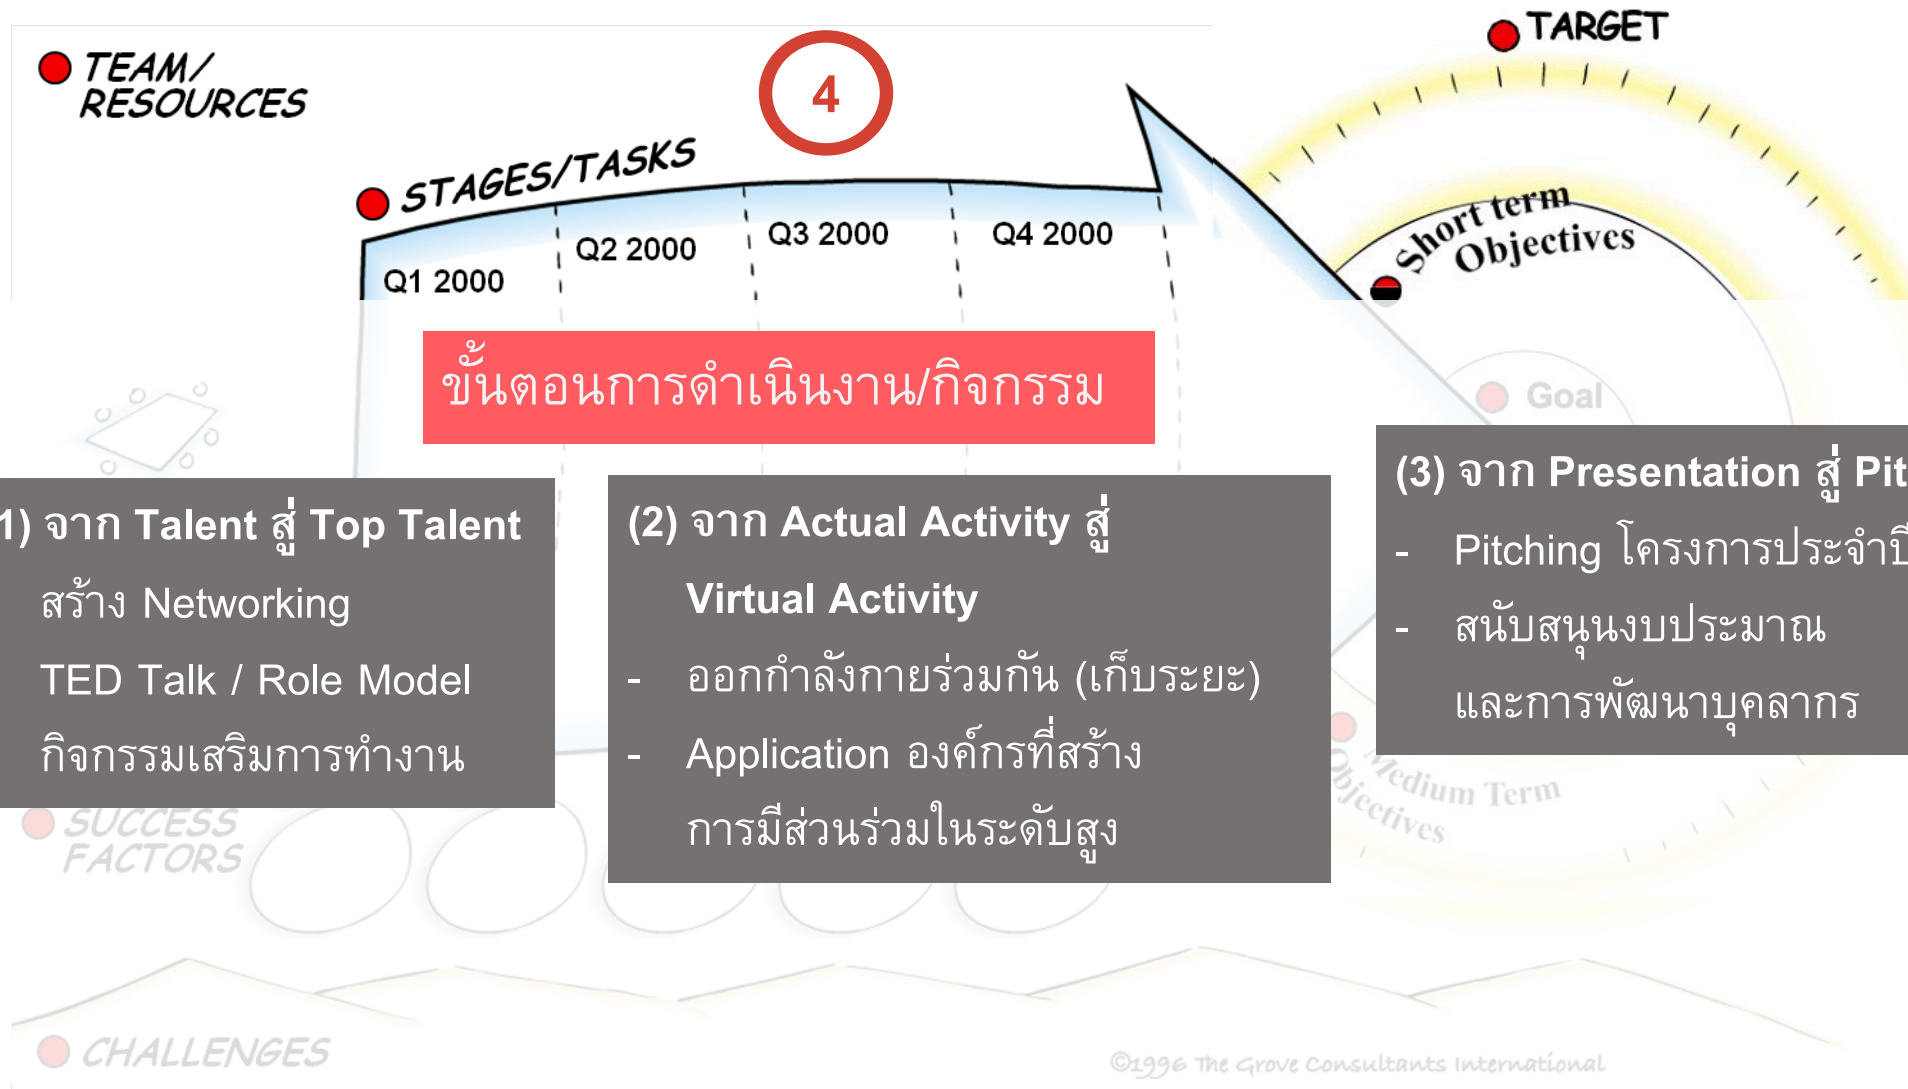 TARGET
TEAM/
RESOURCES
4
STAGES/TASKS
Q1 2000
Q2 2000
Q3 2000
Q4 2000
Short term
Objectives
ขั้นตอนการดำเนินงาน/กิจกรรม
Goal
1) จาก Talent สู่ Top Talent
สร้าง Networking
TED Talk / Role Model
กิจกรรมเสริมการทำงาน
(2) จาก Actual Activity สู่
Virtual Activity
- ออกกำลังกายร่วมกัน (เก็บระยะ)
- Application องค์กรที่สร้าง
การมีส่วนร่วมในระดับสูง
(3) จาก Presentation สู่ Pit
- Pitching โครงการประจำปี
- สนับสนุนงบประมาณ
และการพัฒนาบุคลากร
Medium Term
bjectives
SUCCESS
FACTORS
CHALLENGES
©1996 The Grove Consultants International